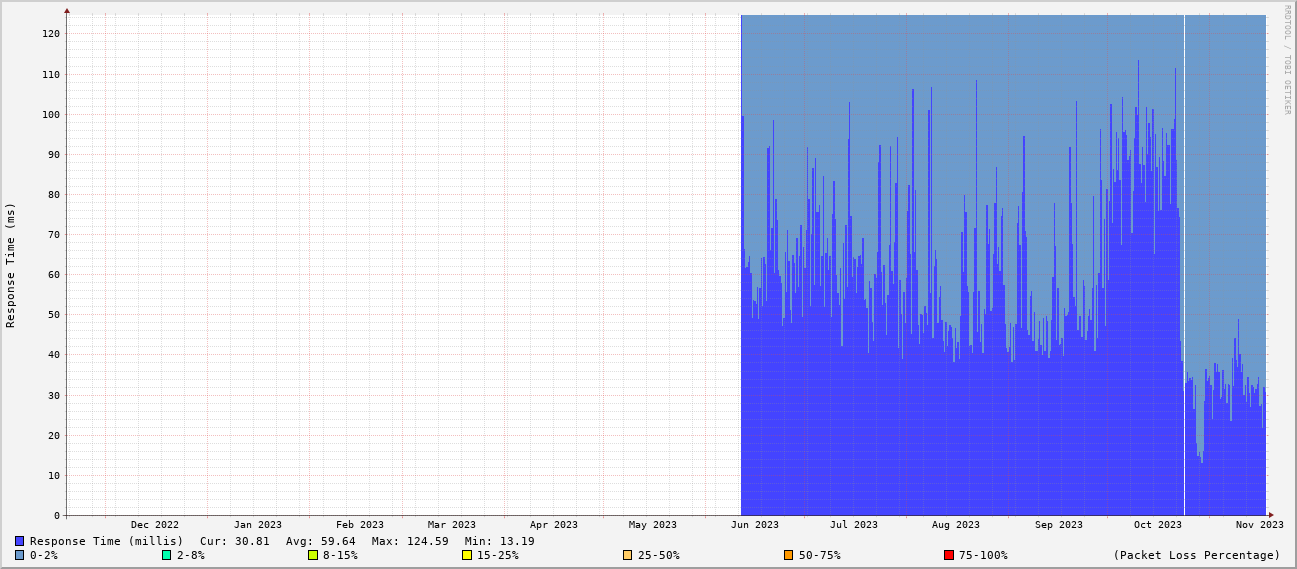 RRDTOOL / TOBI OETIKER
Response Time (ms)
120
110
100
90
80
70
60
50
40
30
20
10
0
Dec 2022 Jan 2023 Feb 2023 Mar 2023 Apr 2023 May 2023 Jun 2023 Jul 2023 Aug 2023 Sep 2023 Oct 2023 Nov 2023
Response Time (millis) Cur: 30.81 Avg: 59.64 Max: 124.59 Min: 13.19
0-2% 2-8% 8-15% 15-25% 25-50% 50-75% 75-100% (Packet Loss Percentage)